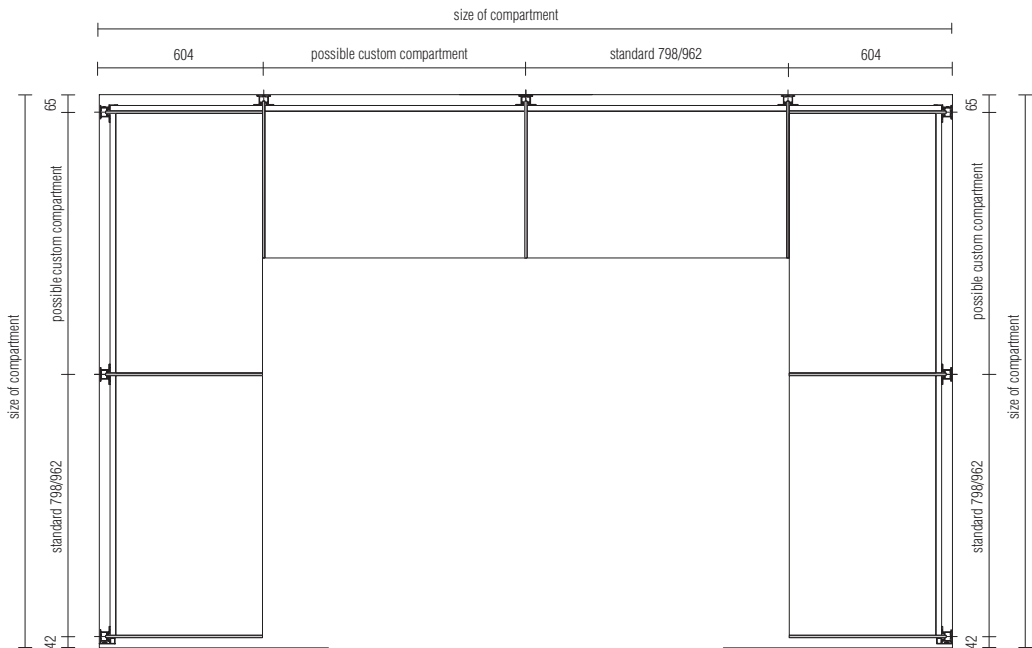 size of compartment
604
possible custom compartment
standard 798/962
604
65
65
possible custom compartment
possible custom compartment
size of compartment
size of compartment
standard 798/962
standard 798/962
42
42